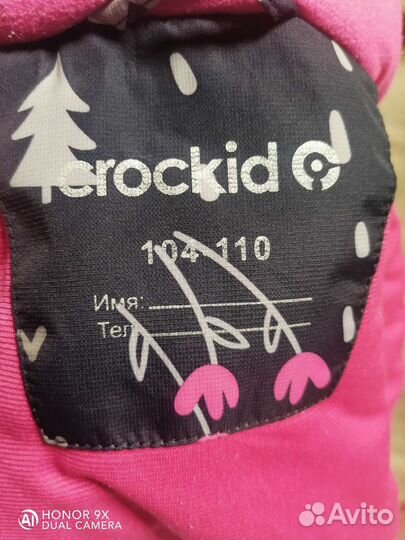 crockid
104-110
Имя:
Тел
HONOR 9X
DUAL CAMERA
Avito